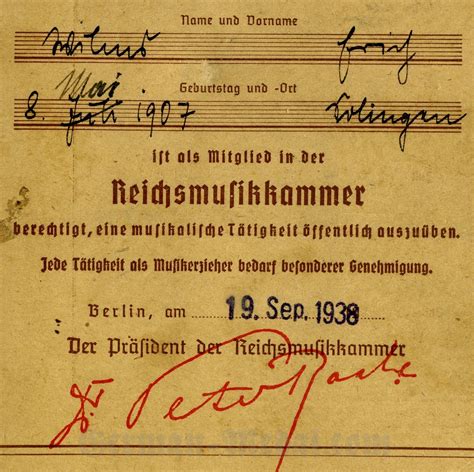 Name und Vorname
Wilms Erich
Mai
Geburtstag und -Ort
8. Juli 1907 Solingen
ist als Mitglied in der
Reichsmusikkammer
berechtigt, eine musikalische Tätigkeit öffentlich auszuüben.
Jede Tätigkeit als Musikerzieher bedarf besonderer Genehmigung.
Berlin, am 19. Sep. 1938
Der Präsident der Reichsmusikkammer
Dr. Peter Raabe